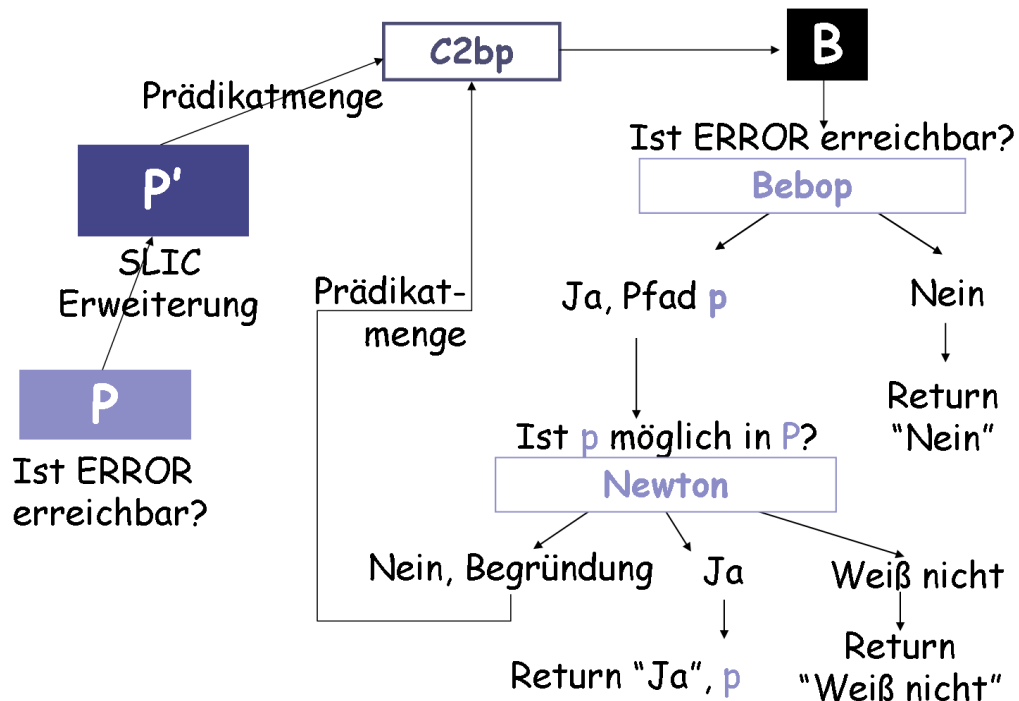 C2bp
B
Prädikatmenge
Ist ERROR erreichbar?
Bebop
P'
SLIC
Erweiterung
Prädikat-
menge
Ja, Pfad p
Nein
P
Return
“Nein”
Ist ERROR
erreichbar?
Ist p möglich in P?
Newton
Nein, Begründung
Ja
Weiß nicht
Return “Ja”, p
Return
“Weiß nicht”